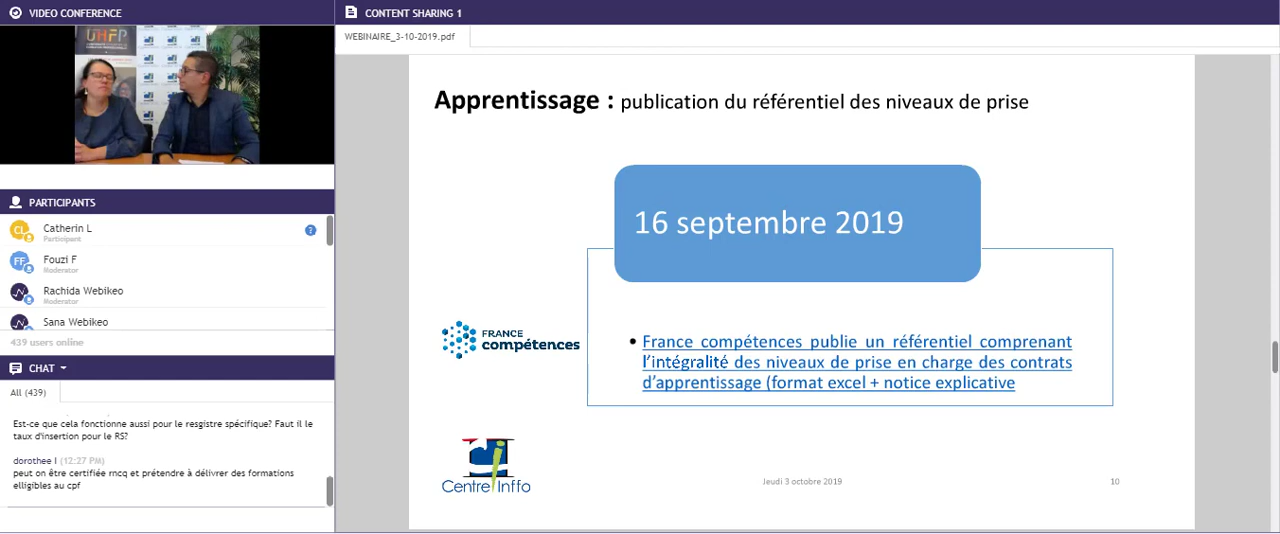 VIDEO CONFERENCE
UHFP
PARTICIPANTS
CL
Catherin L
Participant
?
FF
Fouzi F
Moderator
Rachida Webikeo
Moderator
Sana Webikeo
439 users online
CHAT
All (439)
Est-ce que cela fonctionne aussi pour le resgistre spécifique? Faut il le
taux d'insertion pour le RS?
dorothee I (12:27 PM)
peut on être certifiée rncq et prétendre à délivrer des formations
elligibles au cpf
CONTENT SHARING 1
WEBINAIRE_3-10-2019.pdf
Apprentissage : publication du référentiel des niveaux de prise
16 septembre 2019
FRANCE
compétences
• France compétences publie un référentiel comprenant
l'intégralité des niveaux de prise en charge des contrats
d'apprentissage (format excel + notice explicative
Centre Inffo
Jeudi 3 octobre 2019
10